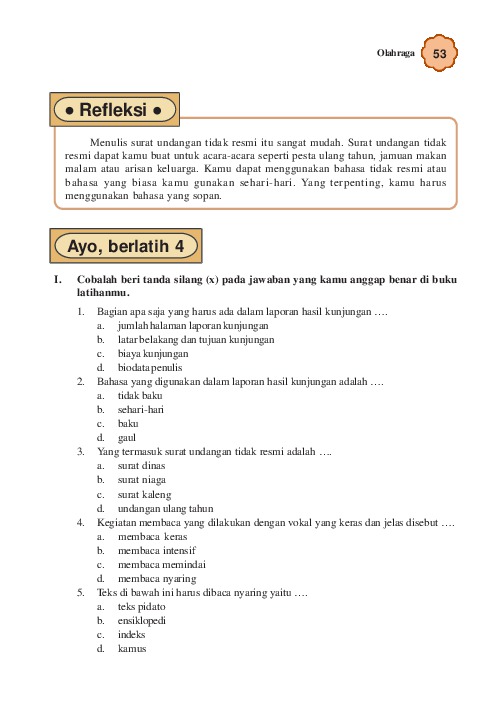 Olahraga 53
● Refleksi ●
Menulis surat undangan tidak resmi itu sangat mudah. Surat undangan tidak
resmi dapat kamu buat untuk acara-acara seperti pesta ulang tahun, jamuan makan
malam atau arisan keluarga. Kamu dapat menggunakan bahasa tidak resmi atau
bahasa yang biasa kamu gunakan sehari-hari. Yang terpenting, kamu harus
menggunakan bahasa yang sopan.
Ayo, berlatih 4
I. Cobalah beri tanda silang (x) pada jawaban yang kamu anggap benar di buku
latihanmu.
1. Bagian apa saja yang harus ada dalam laporan hasil kunjungan ….
a. jumlah halaman laporan kunjungan
b. latar belakang dan tujuan kunjungan
c. biaya kunjungan
d. biodata penulis
2. Bahasa yang digunakan dalam laporan hasil kunjungan adalah ….
a. tidak baku
b. sehari-hari
c. baku
d. gaul
3. Yang termasuk surat undangan tidak resmi adalah ….
a. surat dinas
b. surat niaga
c. surat kaleng
d. undangan ulang tahun
4. Kegiatan membaca yang dilakukan dengan vokal yang keras dan jelas disebut ….
a. membaca keras
b. membaca intensif
c. membaca memindai
d. membaca nyaring
5. Teks di bawah ini harus dibaca nyaring yaitu ….
a. teks pidato
b. ensiklopedi
c. indeks
d. kamus